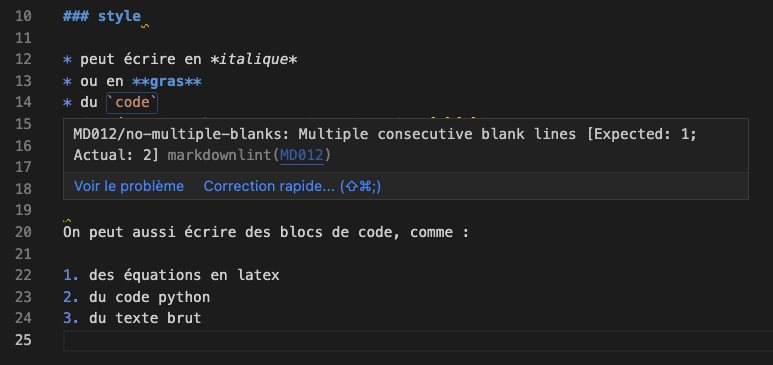 10 ### style
11
12 * peut écrire en *italique*
13 * ou en **gras**
14 * du `code`
15
MD012/no-multiple-blanks: Multiple consecutive blank lines [Expected: 1;
16
Actual: 2] markdownlint(MD012)
17
18 Voir le problème Correction rapide... (⇧⌘;)
19
20 On peut aussi écrire des blocs de code, comme :
21
22 1. des équations en latex
23 2. du code python
24 3. du texte brut
25